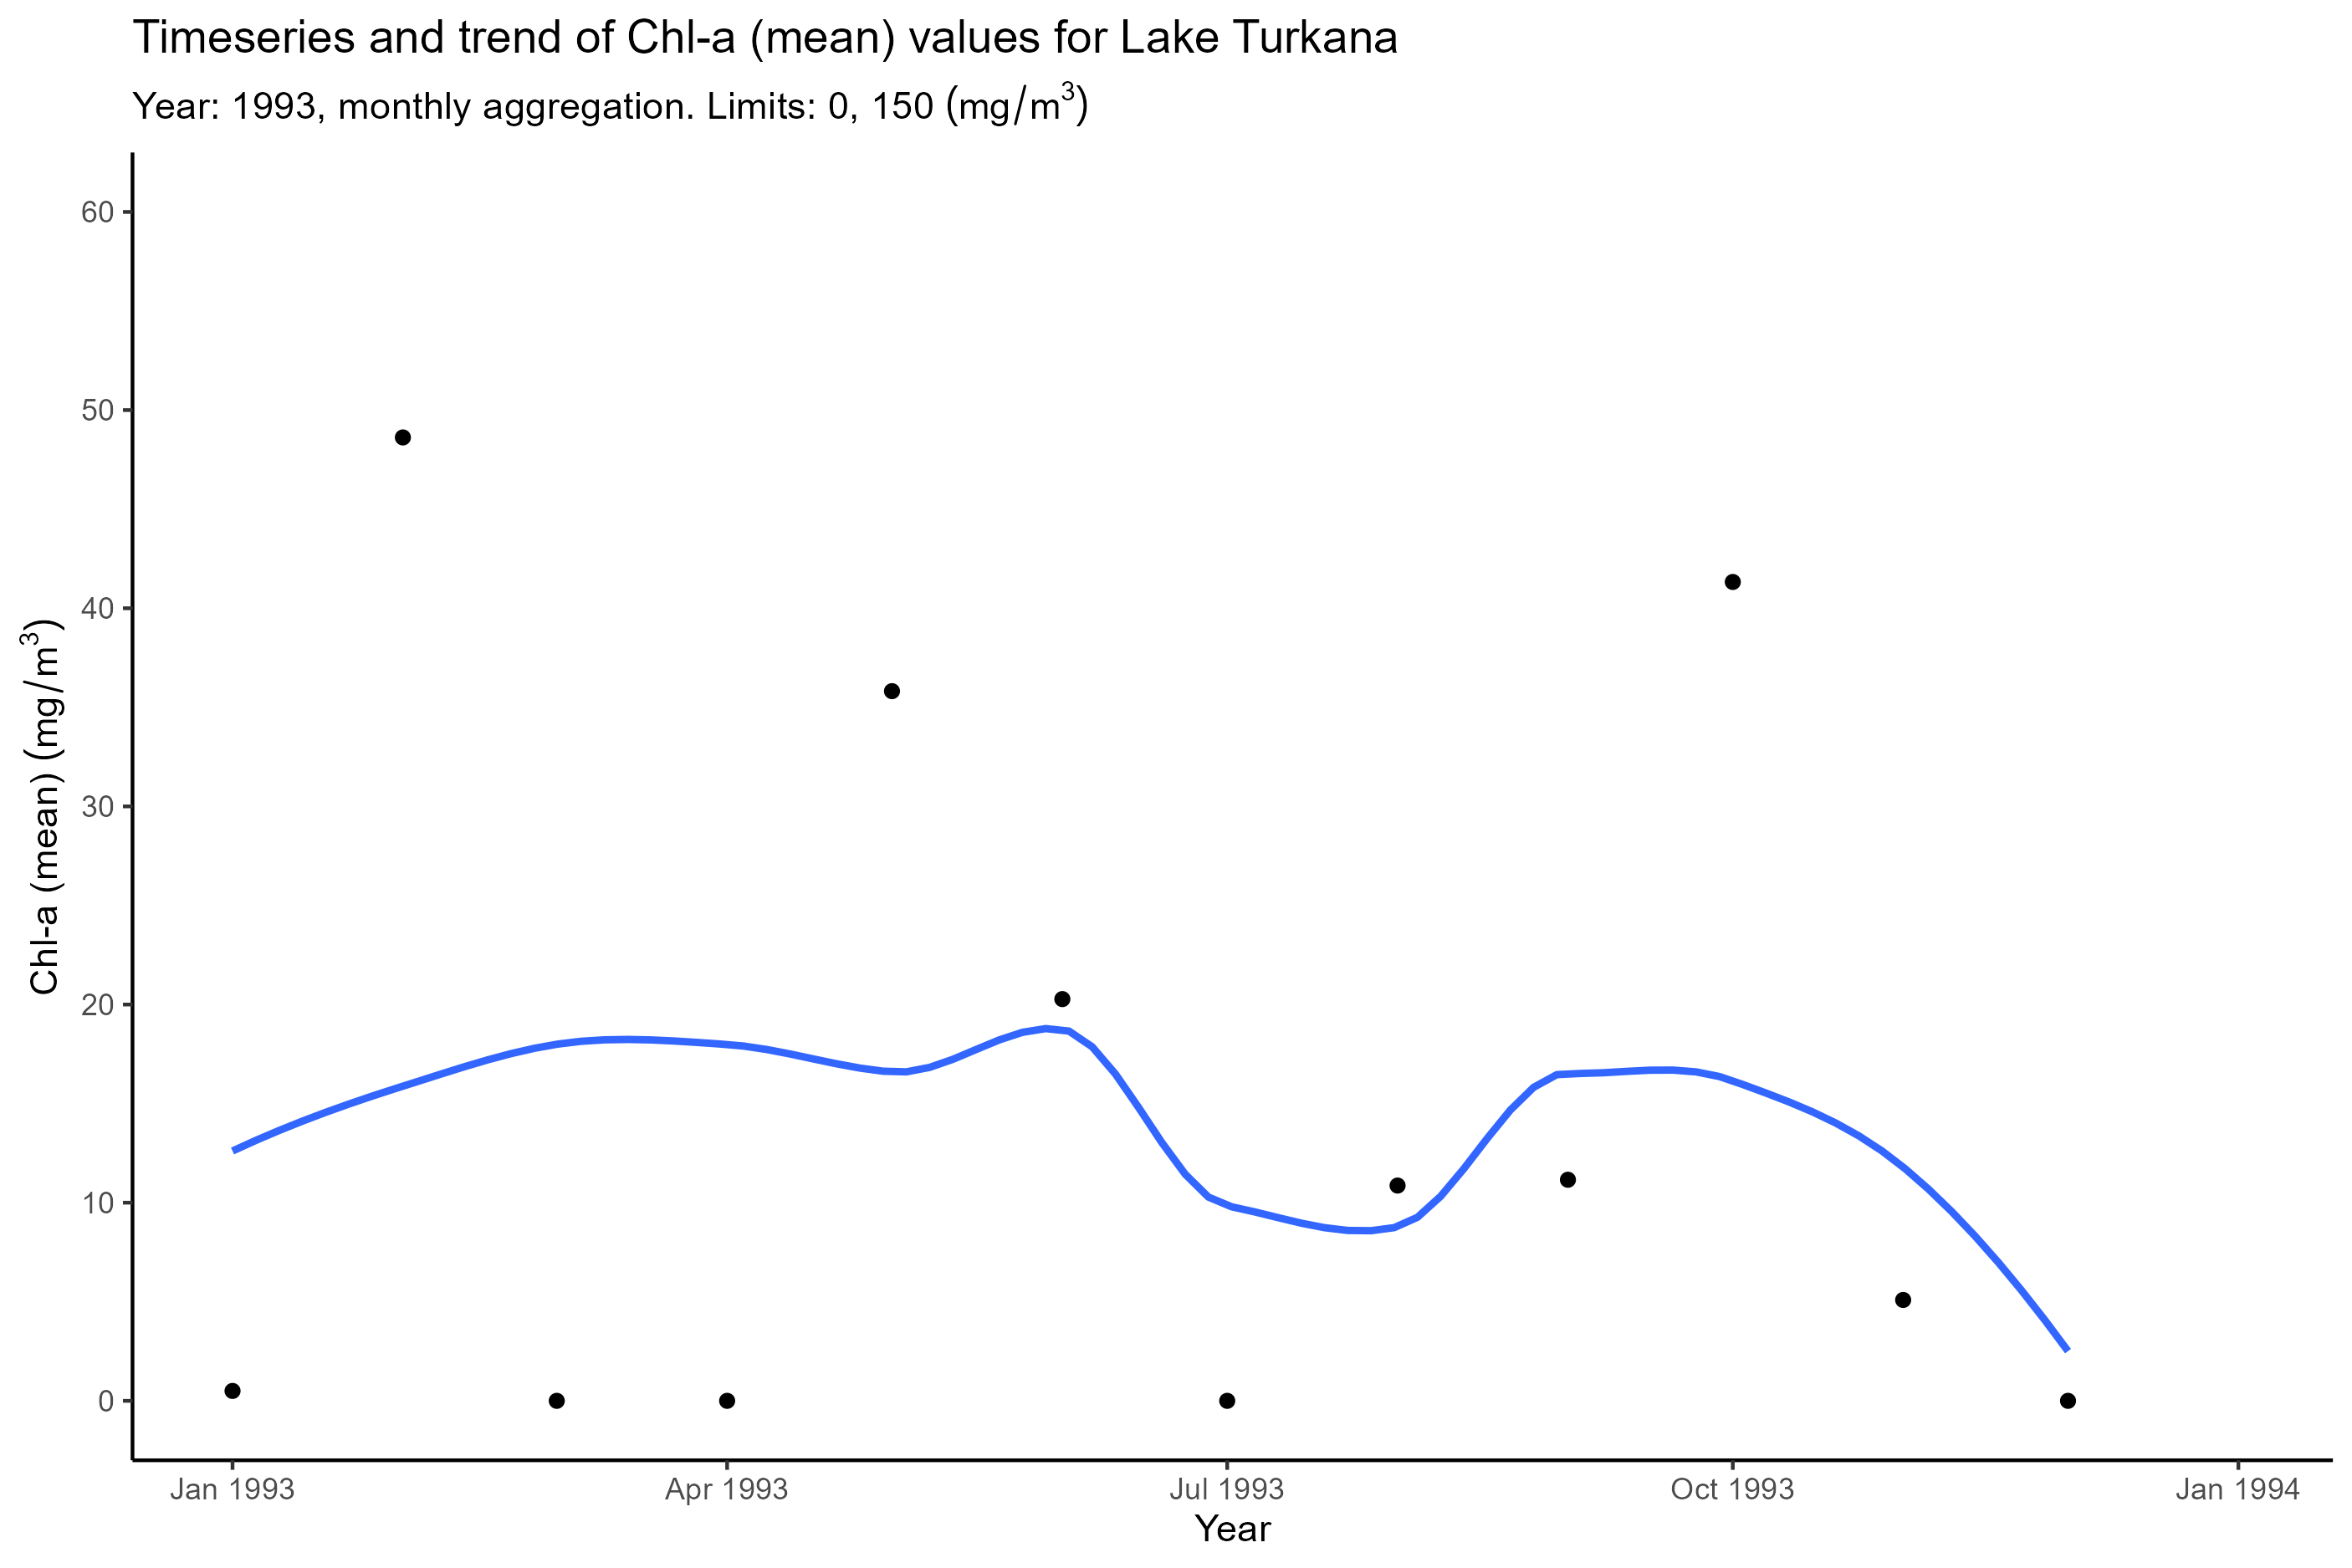 Timeseries and trend of Chl-a (mean) values for Lake Turkana
Year: 1993, monthly aggregation. Limits: 0, 150 (mg/m³)
60
50
40
30
20
10
0
Chl-a (mean) (mg/m³)
Jan 1993
Apr 1993
Jul 1993
Oct 1993
Jan 1994
Year